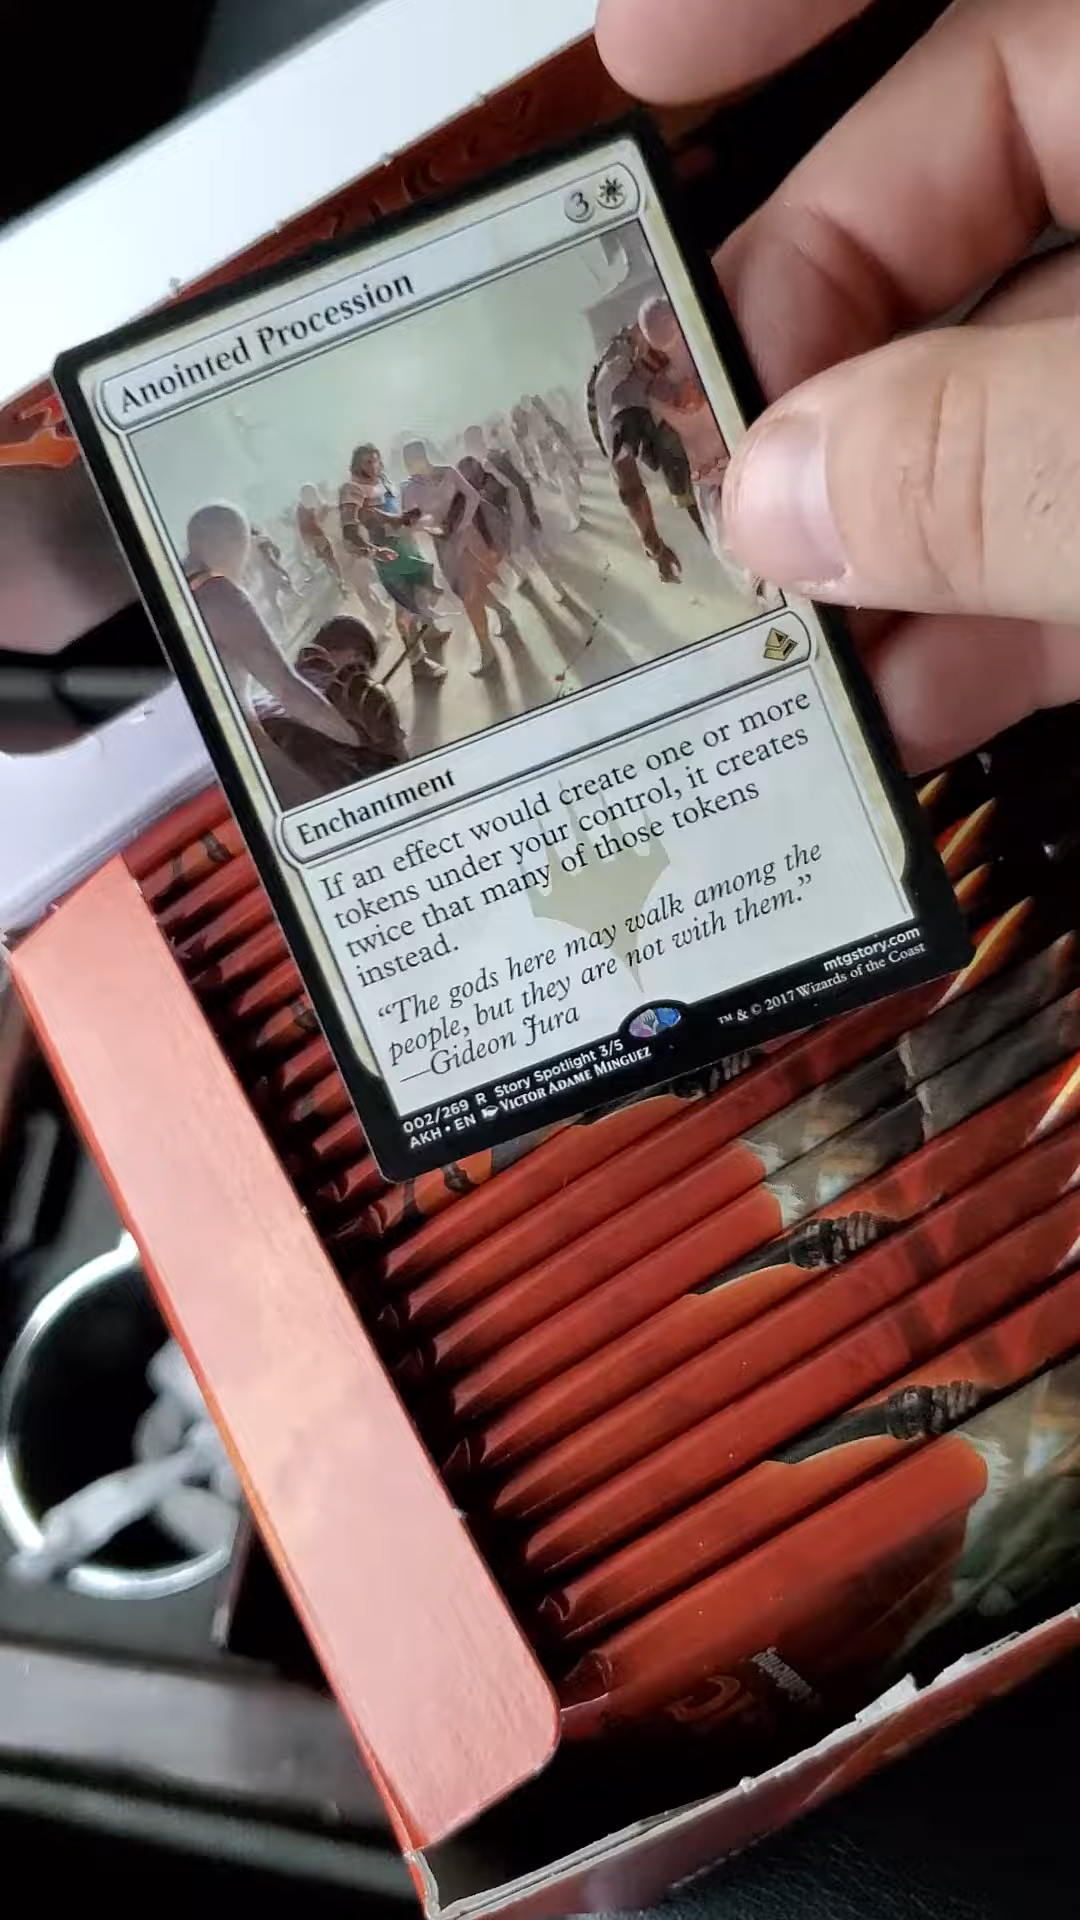 Anointed Procession
3
Enchantment
If an effect would create one or more
tokens under your control, it creates
twice that many of those tokens
instead.
“The gods here may walk among the
people, but they are not with them.”
—Gideon Jura
002/269 R Story Spotlight 3/5
AKH • EN VICTOR ADAME MINGUEZ
mtgstory.com
™ & © 2017 Wizards of the Coast